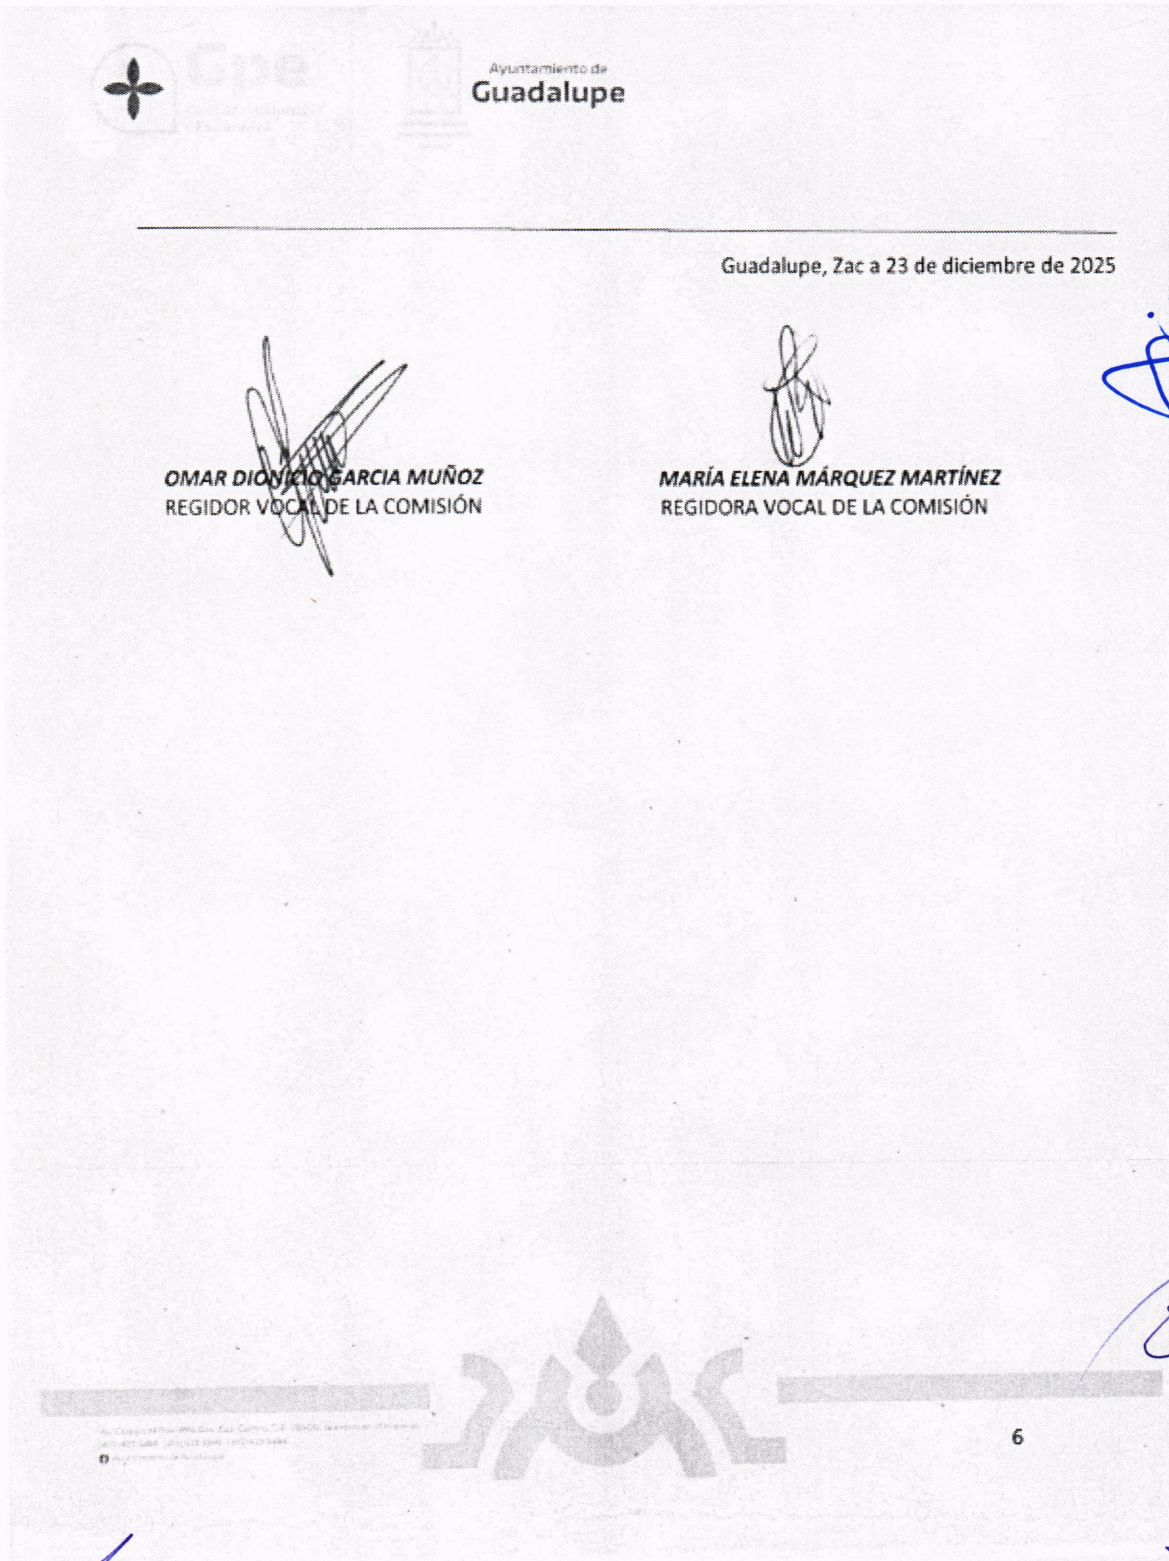 Gpe
Ayuntamiento de
Guadalupe
Guadalupe, Zac a 23 de diciembre de 2025
OMAR DIONICIO GARCIA MUÑOZ
REGIDOR VOCAL DE LA COMISIÓN
MARÍA ELENA MÁRQUEZ MARTÍNEZ
REGIDORA VOCAL DE LA COMISIÓN
6